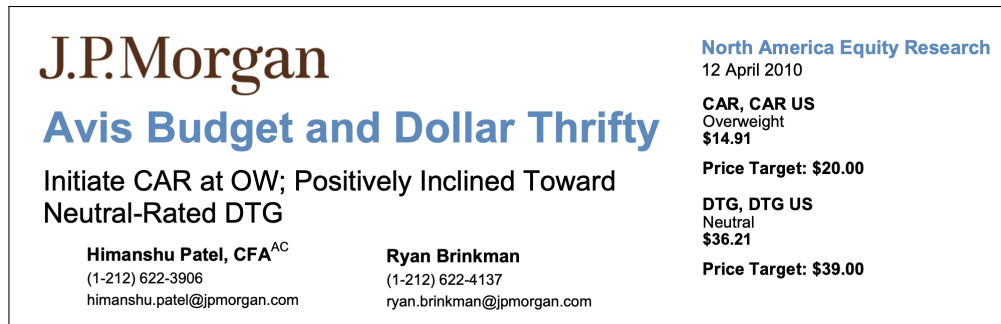 J.P.Morgan
Avis Budget and Dollar Thrifty
Initiate CAR at OW; Positively Inclined Toward
Neutral-Rated DTG
Himanshu Patel, CFA^AC
(1-212) 622-3906
himanshu.patel@jpmorgan.com
Ryan Brinkman
(1-212) 622-4137
ryan.brinkman@jpmorgan.com
North America Equity Research
12 April 2010
CAR, CAR US
Overweight
$14.91
Price Target: $20.00
DTG, DTG US
Neutral
$36.21
Price Target: $39.00